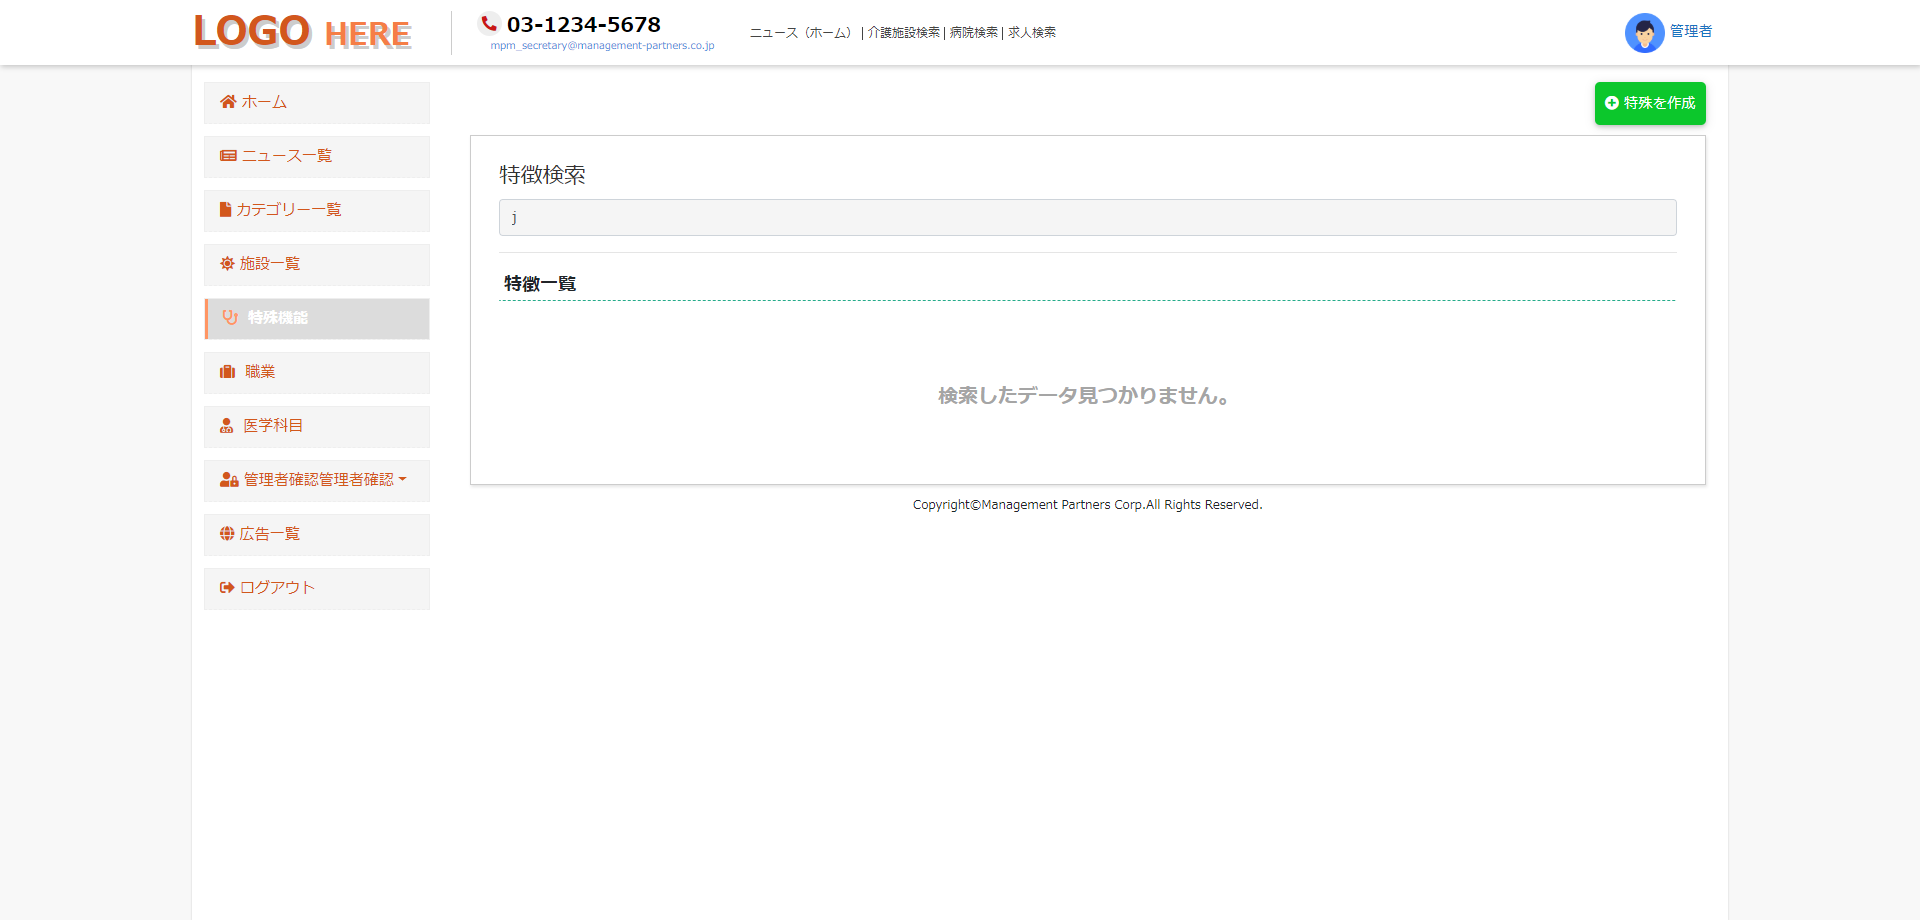 LOGO HERE
03-1234-5678
mpm_secretary@management-partners.co.jp
ニュース（ホーム） | 介護施設検索 | 病院検索 | 求人検索
管理者
ホーム
ニュース一覧
カテゴリー一覧
施設一覧
特殊機能
職業
医学科目
管理者確認管理者確認
広告一覧
ログアウト
特殊を作成
特徴検索
j
特徴一覧
検索したデータ見つかりません。
Copyright©Management Partners Corp.All Rights Reserved.